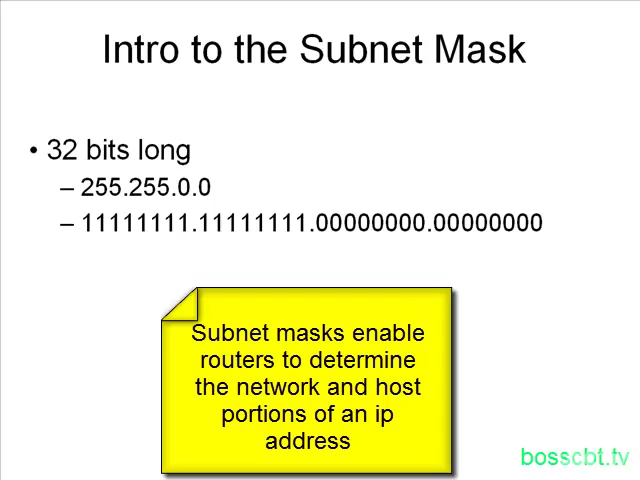 Intro to the Subnet Mask
• 32 bits long
– 255.255.0.0
– 11111111.11111111.00000000.00000000
Subnet masks enable
routers to determine
the network and host
portions of an ip
address
bosscbt.tv